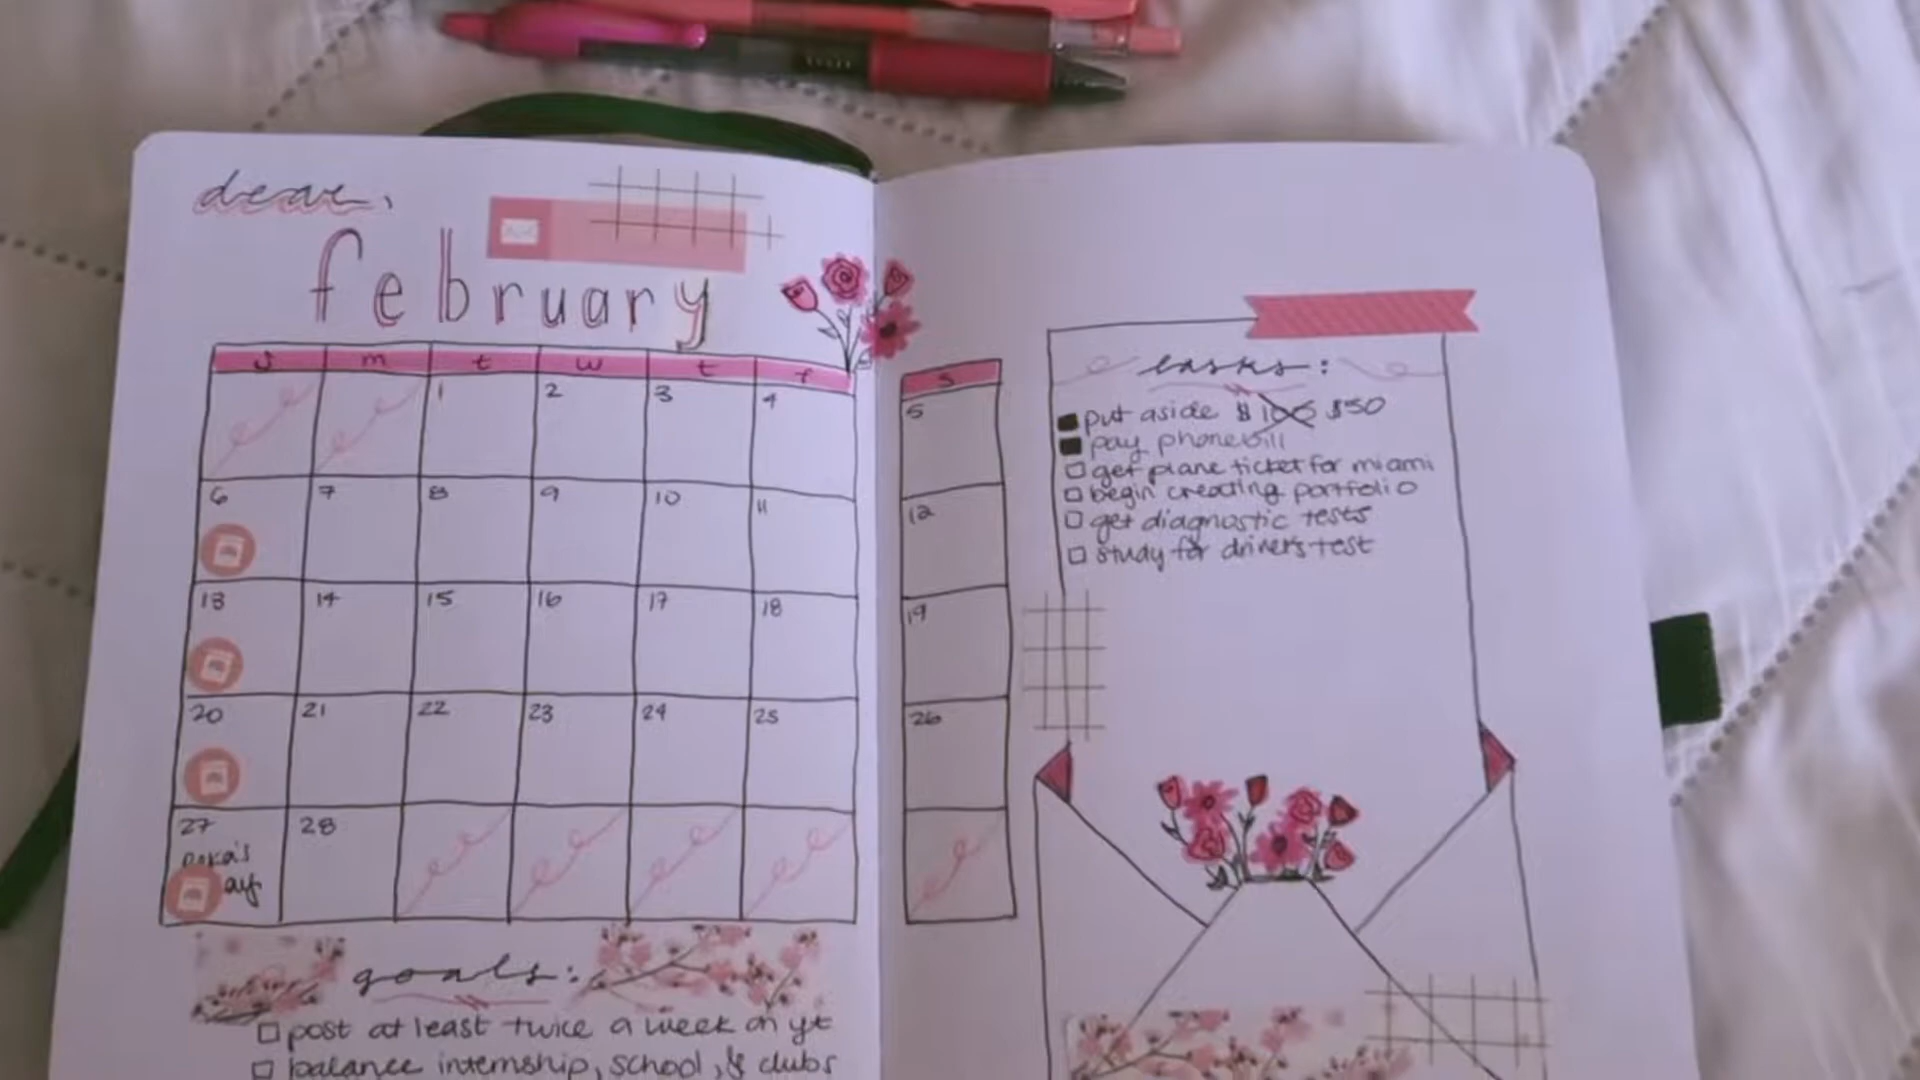 dear,
february
s m t w t f s
1 2 3 4 5
6 7 8 9 10 11 12
13 14 15 16 17 18 19
20 21 22 23 24 25 26
27 28
goals:
post at least twice a week on yt
balance internship, school, & clubs
tasks:
put aside $100 $50
pay phone bill
get plane ticket for miami
begin creating portfolio
get diagnostic tests
study for driver's test